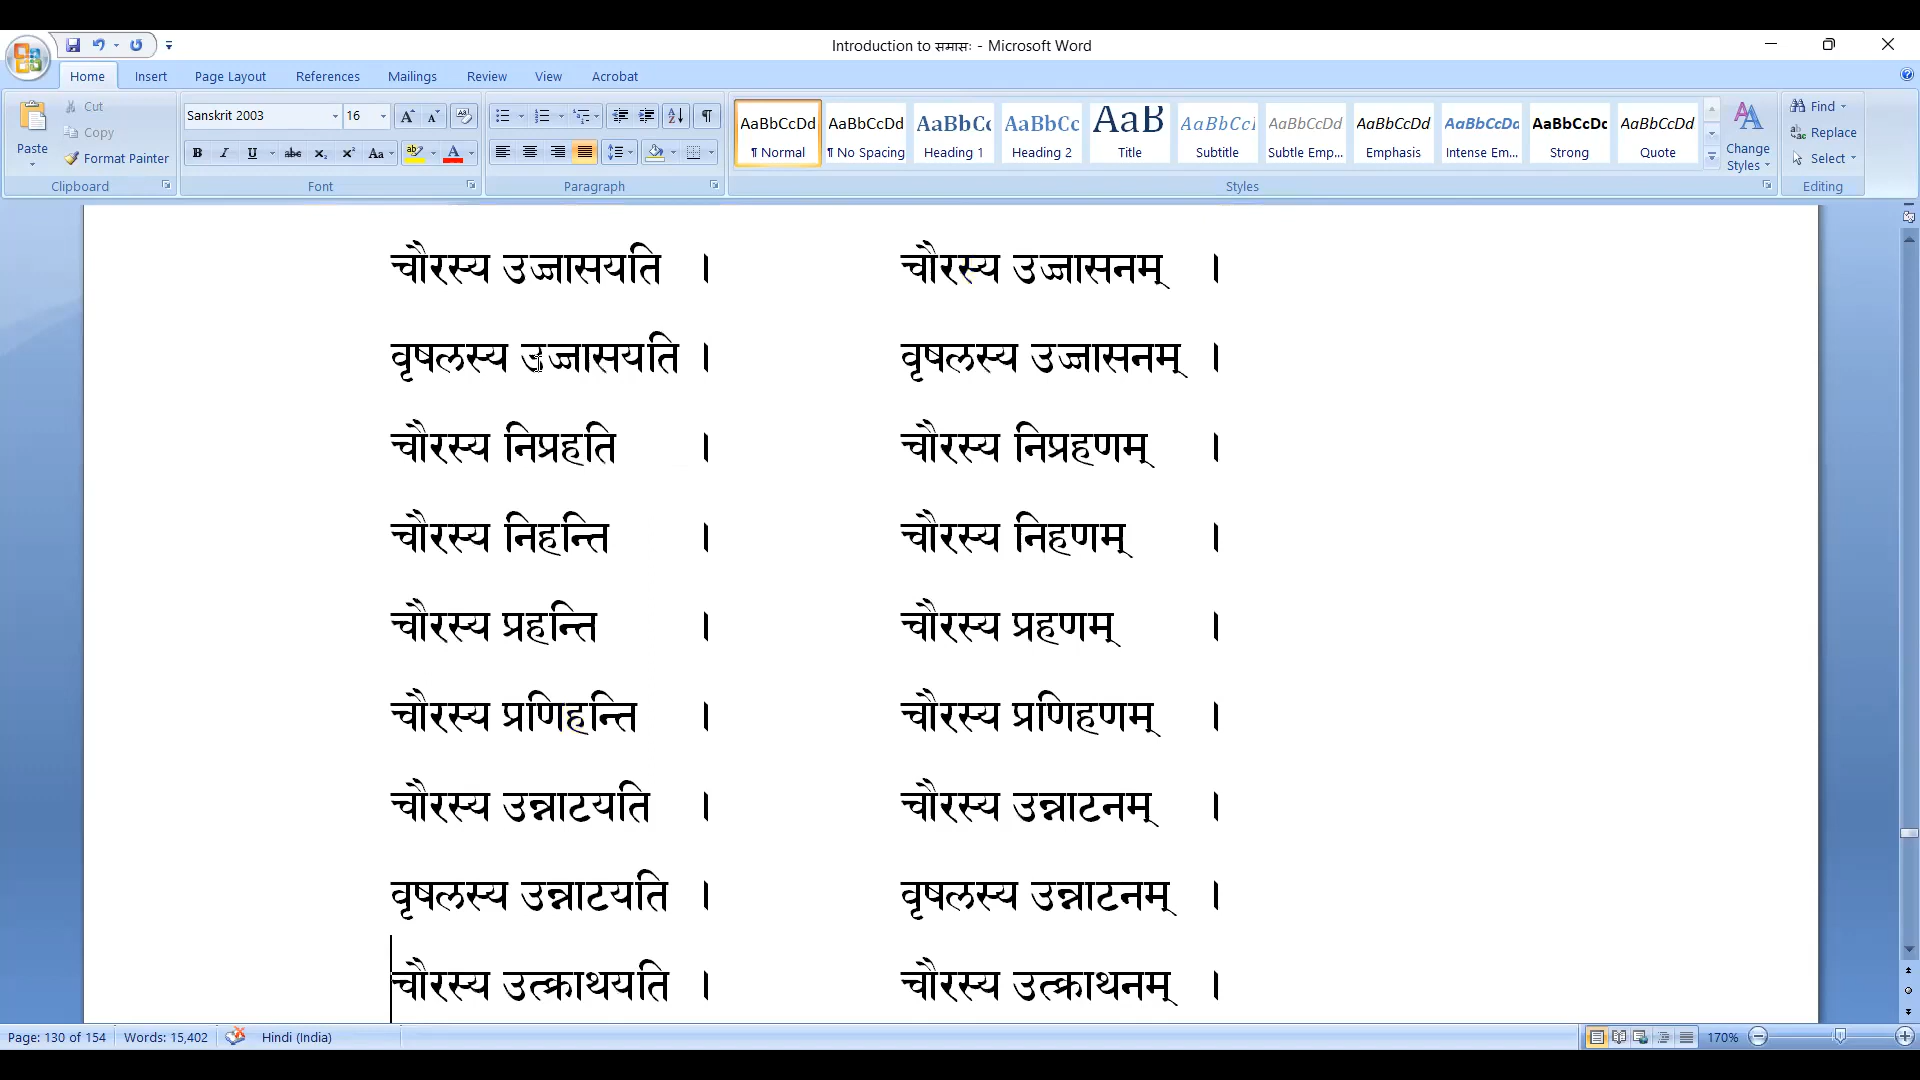 Introduction to समासः - Microsoft Word
Home Insert Page Layout References Mailings Review View Acrobat
Paste Cut Copy Format Painter Clipboard
Sanskrit 2003 16 Font
Paragraph
AaBbCcDd ¶ Normal
AaBbCcDd ¶ No Spacing
AaBbCc Heading 1
AaBbCc Heading 2
AaB Title
AaBbCc Subtitle
AaBbCcDd Subtle Emp...
AaBbCcDd Emphasis
AaBbCcDd Intense Em...
AaBbCcDc Strong
AaBbCcDd Quote
Change Styles
Styles
Find Replace Select Editing
चौरस्य उज्जासयति । चौरस्य उज्जासनम् ।
वृषलस्य उज्जासयति । वृषलस्य उज्जासनम् ।
चौरस्य निप्रहति । चौरस्य निप्रहणम् ।
चौरस्य निहन्ति । चौरस्य निहणम् ।
चौरस्य प्रहन्ति । चौरस्य प्रहणम् ।
चौरस्य प्रणिहन्ति । चौरस्य प्रणिहणम् ।
चौरस्य उन्नाटयति । चौरस्य उन्नाटनम् ।
वृषलस्य उन्नाटयति । वृषलस्य उन्नाटनम् ।
चौरस्य उत्क्राथयति । चौरस्य उत्क्राथनम् ।
Page: 130 of 154 Words: 15,402 Hindi (India) 170%